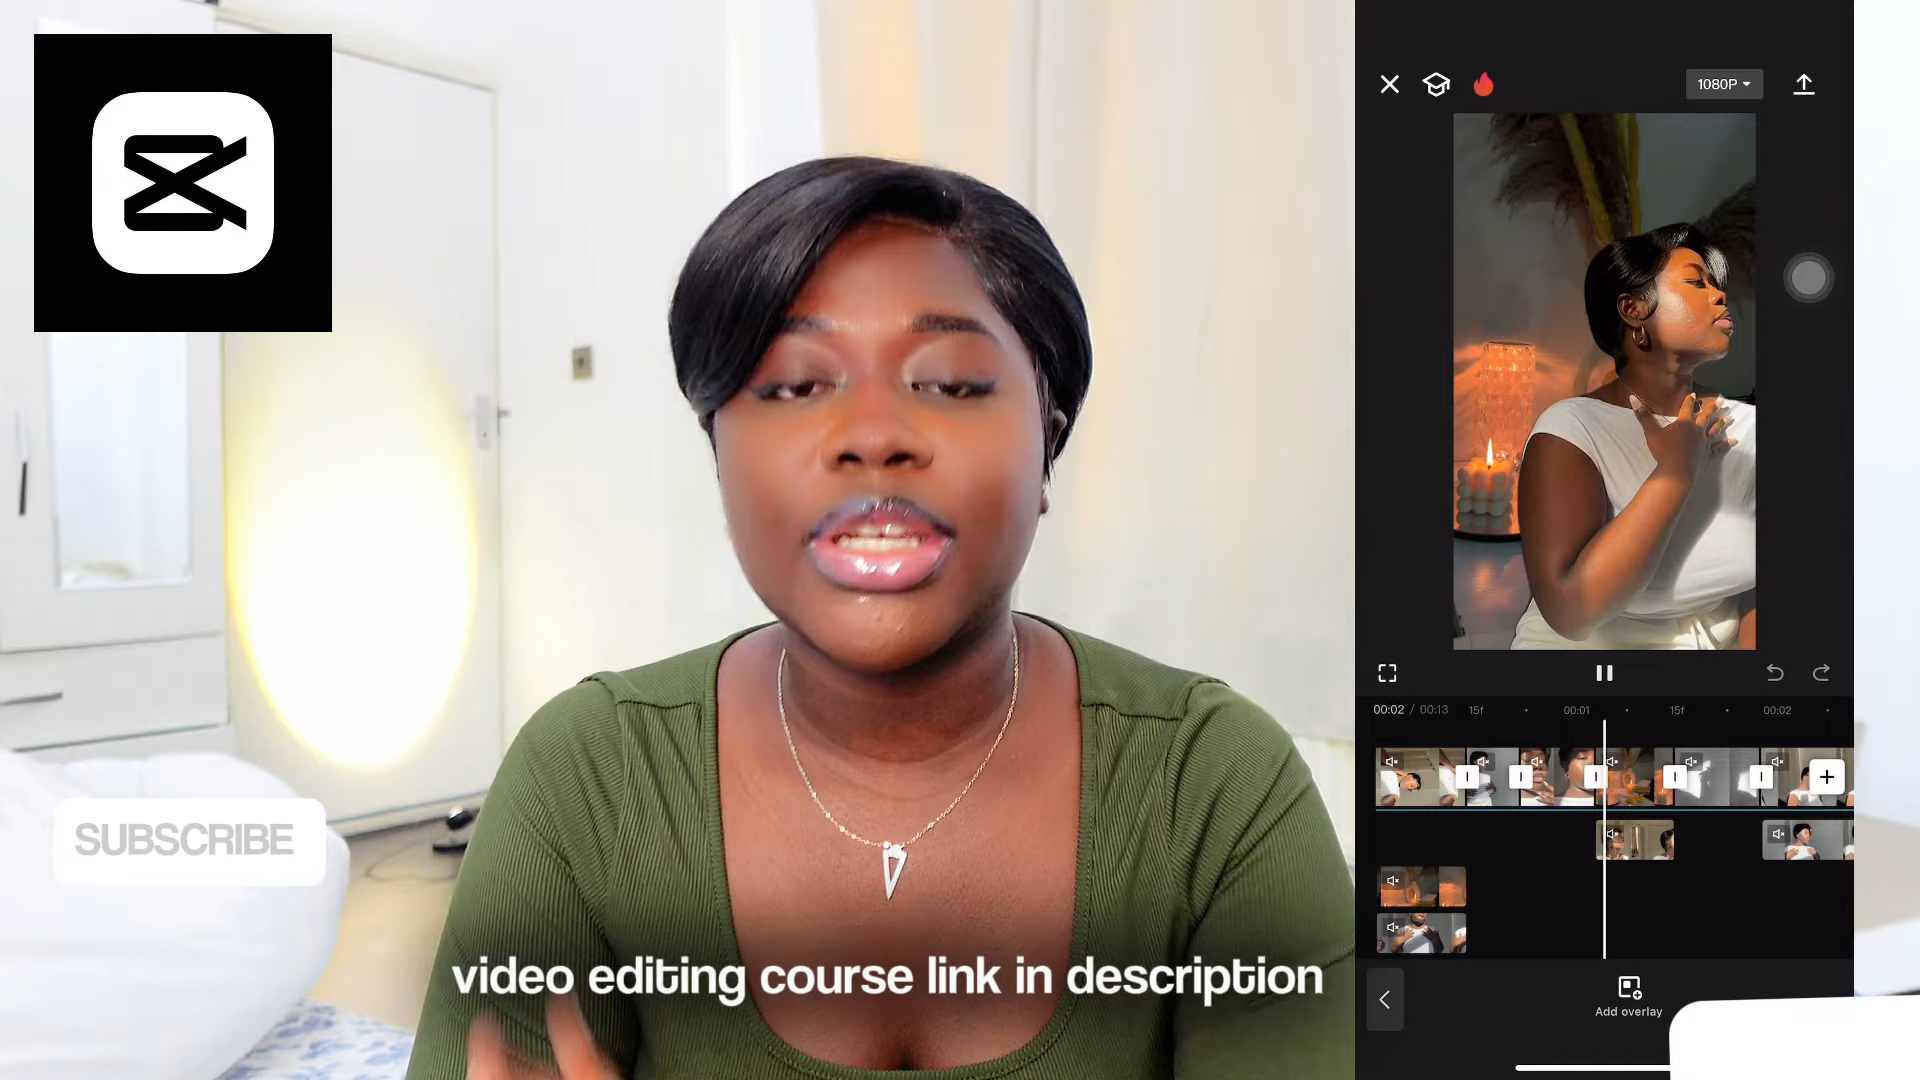 1080P
00:02 / 00:13 15f 00:01 15f 00:02
SUBSCRIBE
video editing course link in description
Add overlay